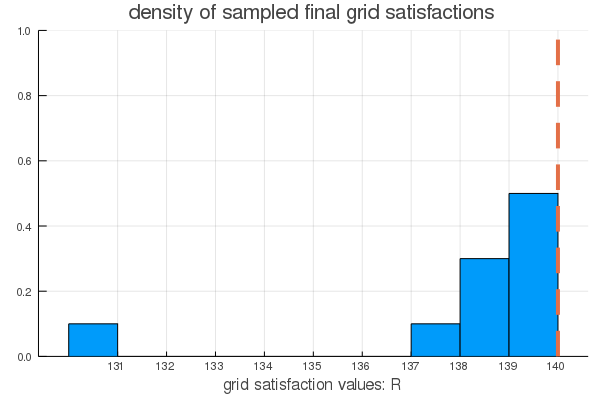 density of sampled final grid satisfactions
1.0
0.8
0.6
0.4
0.2
0.0
131 132 133 134 135 136 137 138 139 140
grid satisfaction values: R